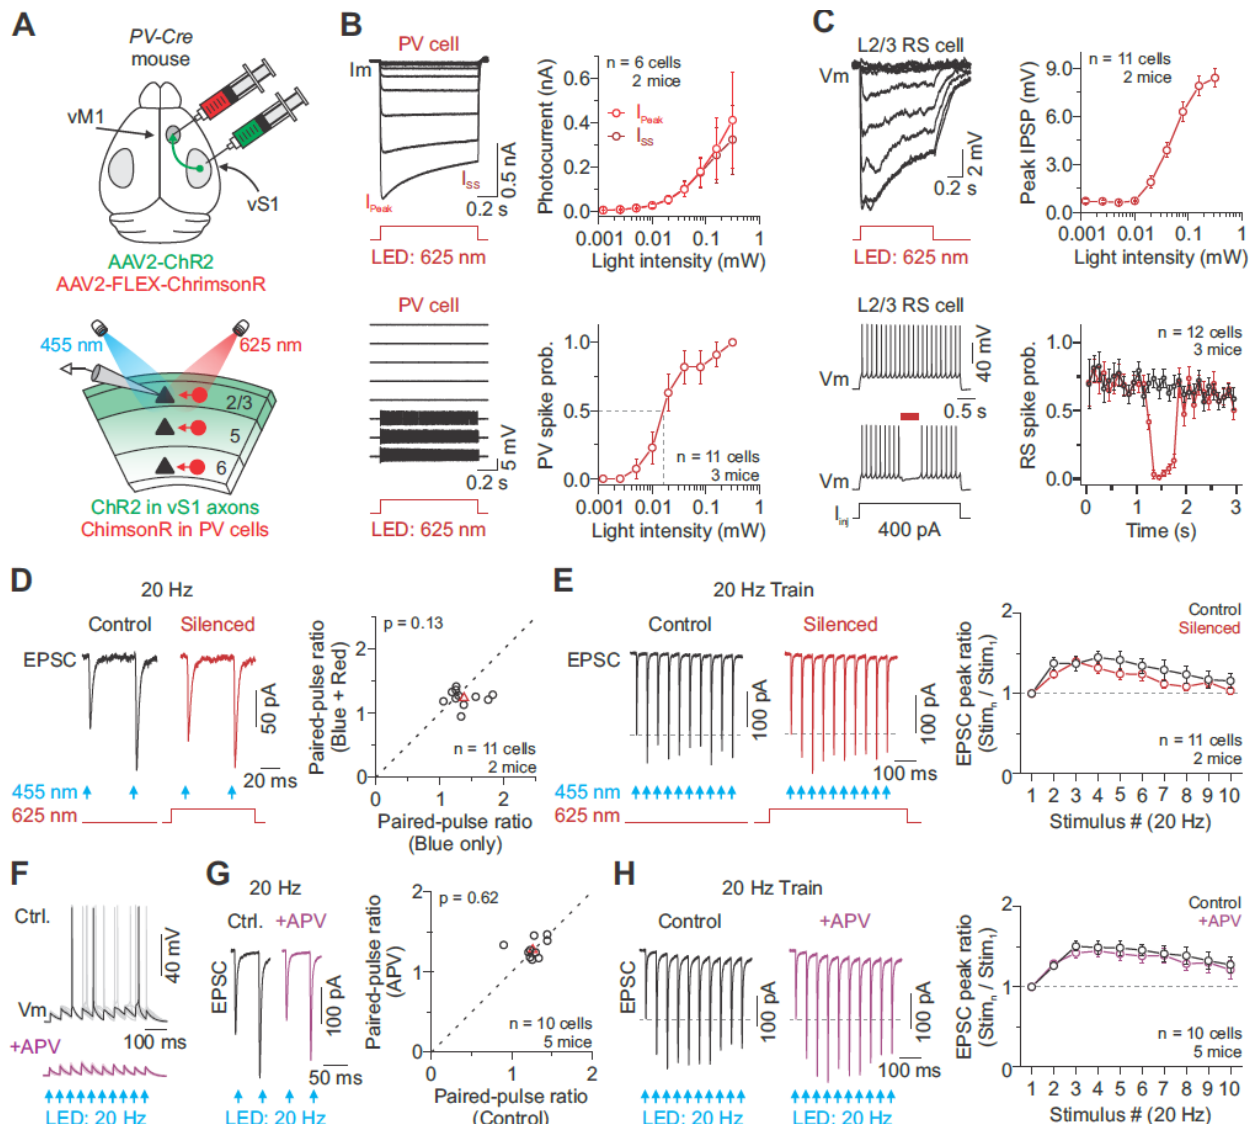 A
PV-Cre
mouse
vM1
vS1
AAV2-ChR2
AAV2-FLEX-ChrimsonR
455 nm
625 nm
2/3
5
6
ChR2 in vS1 axons
ChimsonR in PV cells
B
PV cell
Im
I Peak
I SS
0.5 nA
0.2 s
LED: 625 nm
Photocurrent (nA)
0.6
0.4
0.2
0.0
n = 6 cells
2 mice
I Peak
I SS
0.001
0.01
0.1
1
Light intensity (mW)
PV cell
5 mV
0.2 s
LED: 625 nm
PV spike prob.
1.0
0.5
0.0
n = 11 cells
3 mice
0.001
0.01
0.1
1
Light intensity (mW)
C
L2/3 RS cell
Vm
2 mV
0.2 s
LED: 625 nm
Peak IPSP (mV)
9.0
6.0
3.0
0.0
n = 11 cells
2 mice
0.001
0.01
0.1
1
Light intensity (mW)
L2/3 RS cell
Vm
40 mV
0.5 s
Vm
I inj
400 pA
RS spike prob.
1.0
0.5
0.0
n = 12 cells
3 mice
0
1
2
3
Time (s)
D
20 Hz
Control
Silenced
EPSC
50 pA
20 ms
455 nm
625 nm
Paired-pulse ratio
(Blue + Red)
2
1
0
p = 0.13
n = 11 cells
2 mice
0
1
2
Paired-pulse ratio
(Blue only)
E
20 Hz Train
Control
Silenced
EPSC
100 pA
100 pA
100 ms
455 nm
625 nm
EPSC peak ratio
(Stim n / Stim 1)
2
1
0
Control
Silenced
n = 11 cells
2 mice
1 2 3 4 5 6 7 8 9 10
Stimulus # (20 Hz)
F
Ctrl.
40 mV
Vm
100 ms
+APV
LED: 20 Hz
G
20 Hz
Ctrl.
+APV
EPSC
100 pA
50 ms
LED: 20 Hz
Paired-pulse ratio
(APV)
2
1
0
p = 0.62
n = 10 cells
5 mice
0
1
2
Paired-pulse ratio
(Control)
H
20 Hz Train
Control
+APV
EPSC
100 pA
100 pA
100 ms
LED: 20 Hz
EPSC peak ratio
(Stim n / Stim 1)
2
1
0
Control
+APV
n = 10 cells
5 mice
1 2 3 4 5 6 7 8 9 10
Stimulus # (20 Hz)